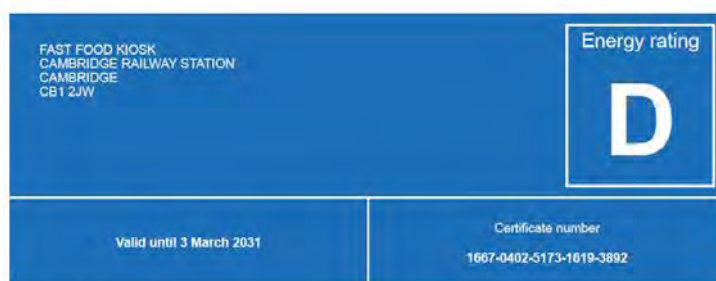 FAST FOOD KIOSK
CAMBRIDGE RAILWAY STATION
CAMBRIDGE
CB1 2JW
Energy rating
D
Valid until 3 March 2031
Certificate number
1667-0402-5173-1619-3892